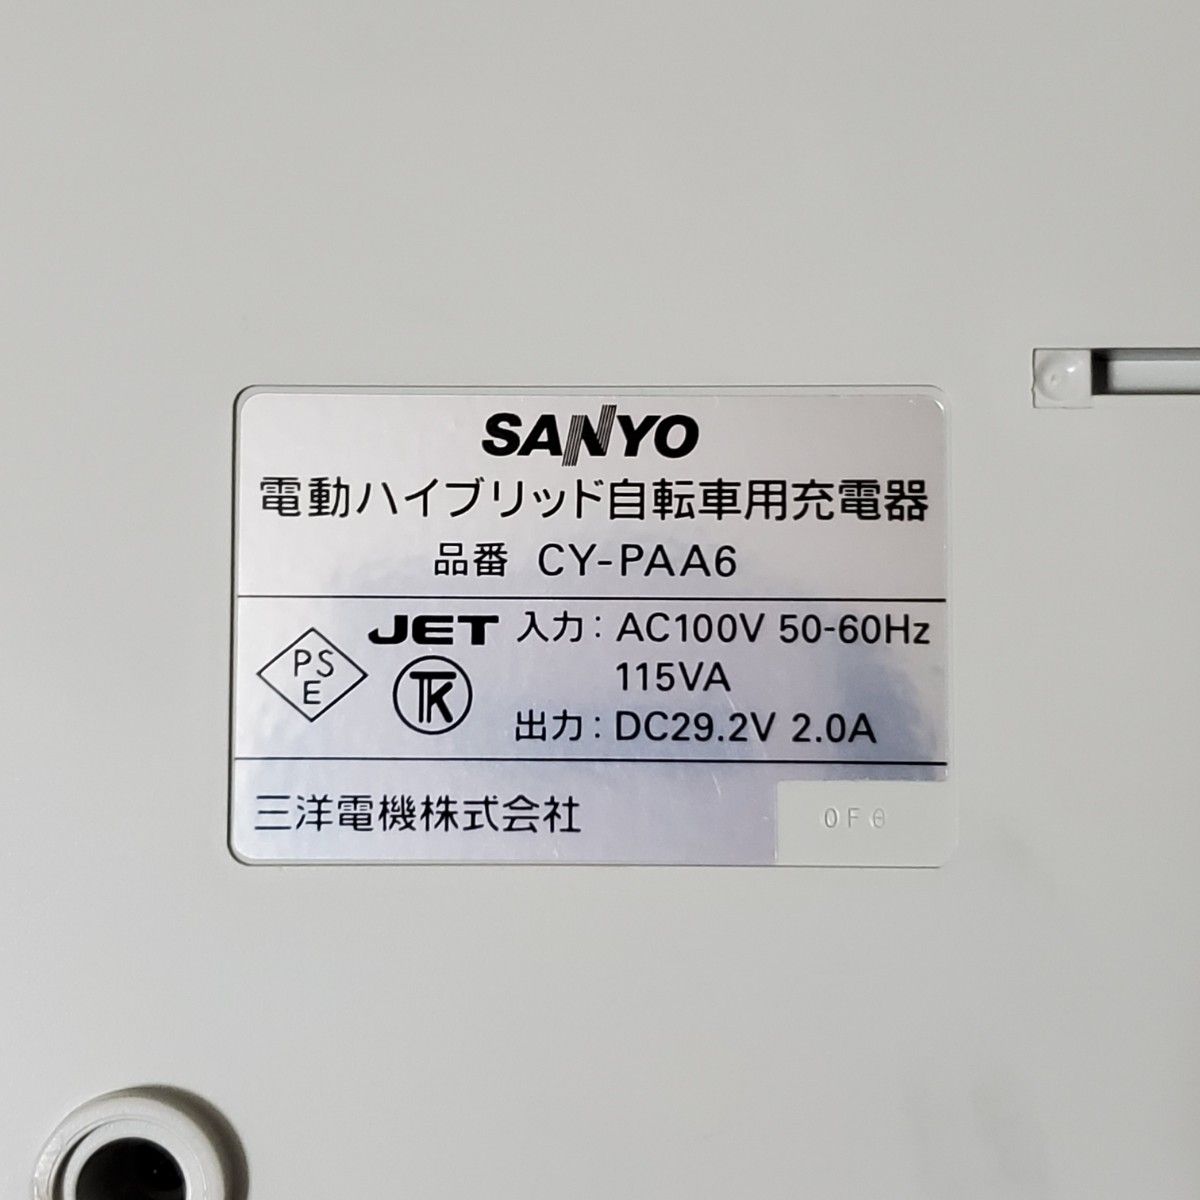 SANYO
電動ハイブリッド自転車用充電器
品番 CY-PAA6
PSE JET TK 入力：AC100V 50-60Hz
115VA
出力：DC29.2V 2.0A
三洋電機株式会社